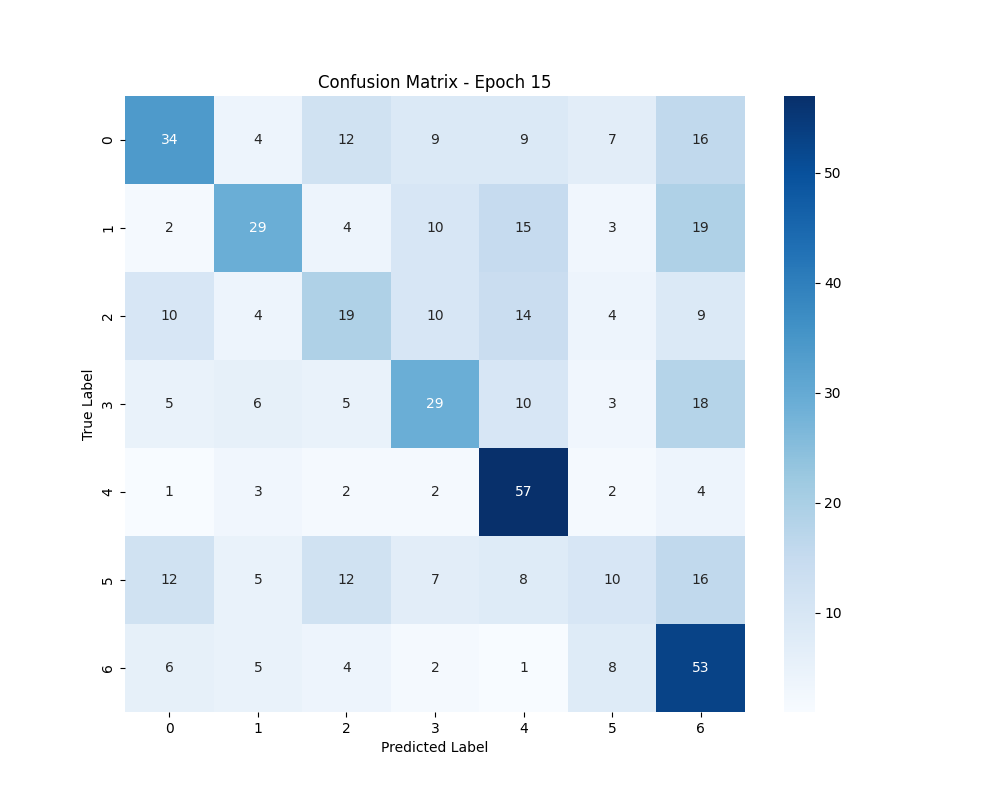 Confusion Matrix - Epoch 15
True Label
0 34 4 12 9 9 7 16
1 2 29 4 10 15 3 19
2 10 4 19 10 14 4 9
3 5 6 5 29 10 3 18
4 1 3 2 2 57 2 4
5 12 5 12 7 8 10 16
6 6 5 4 2 1 8 53
0 1 2 3 4 5 6
Predicted Label
50
40
30
20
10